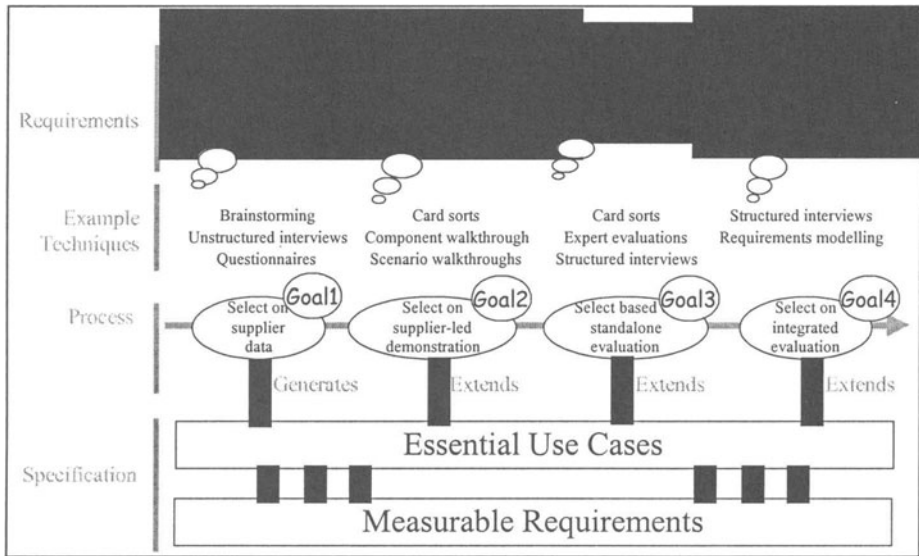 Requirements
Example
Techniques
Brainstorming
Unstructured interviews
Questionnaires
Card sorts
Component walkthrough
Scenario walkthroughs
Card sorts
Expert evaluations
Structured interviews
Structured interviews
Requirements modelling
Process
Goal1
Select on
supplier
data
Goal2
Select on
supplier-led
demonstration
Goal3
Select based
standalone
evaluation
Goal4
Select on
integrated
evaluation
Generates
Extends
Extends
Extends
Specification
Essential Use Cases
Measurable Requirements